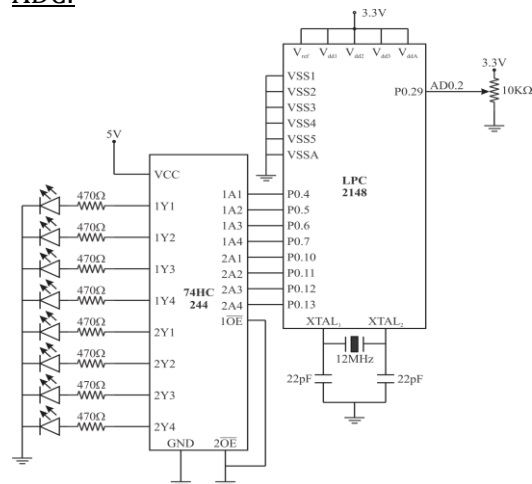 ADC:
3.3V
Vref Vdd1 Vdd2 Vdd3 VddA
VSS1
VSS2
VSS3
VSS4
VSS5
VSSA
P0.29
AD0.2
3.3V
10KΩ
LPC
2148
5V
VCC
470Ω 1Y1
470Ω 1Y2
470Ω 1Y3
470Ω 1Y4
470Ω 2Y1
470Ω 2Y2
470Ω 2Y3
470Ω 2Y4
1A1 P0.4
1A2 P0.5
1A3 P0.6
1A4 P0.7
2A1 P0.10
2A2 P0.11
2A3 P0.12
2A4 P0.13
74HC
244
1OE
GND 2OE
XTAL1 XTAL2
12MHz
22pF 22pF